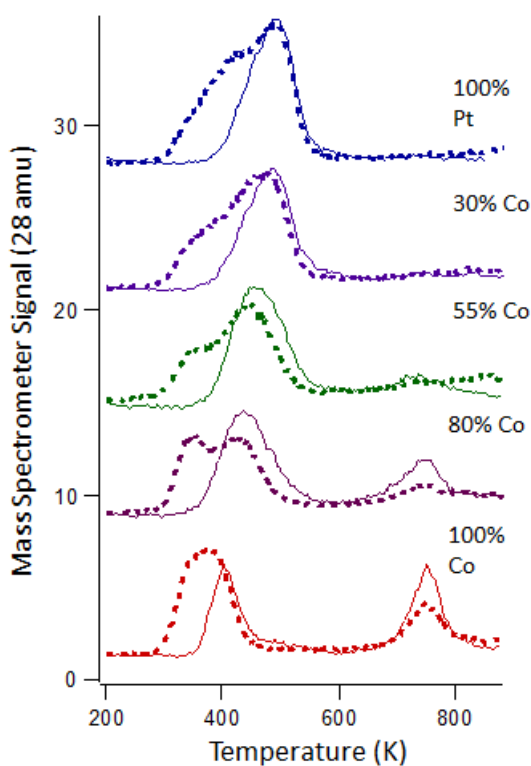 Mass Spectrometer Signal (28 amu)
30
20
10
0
100%
Pt
30% Co
55% Co
80% Co
100%
Co
200
400
600
800
Temperature (K)